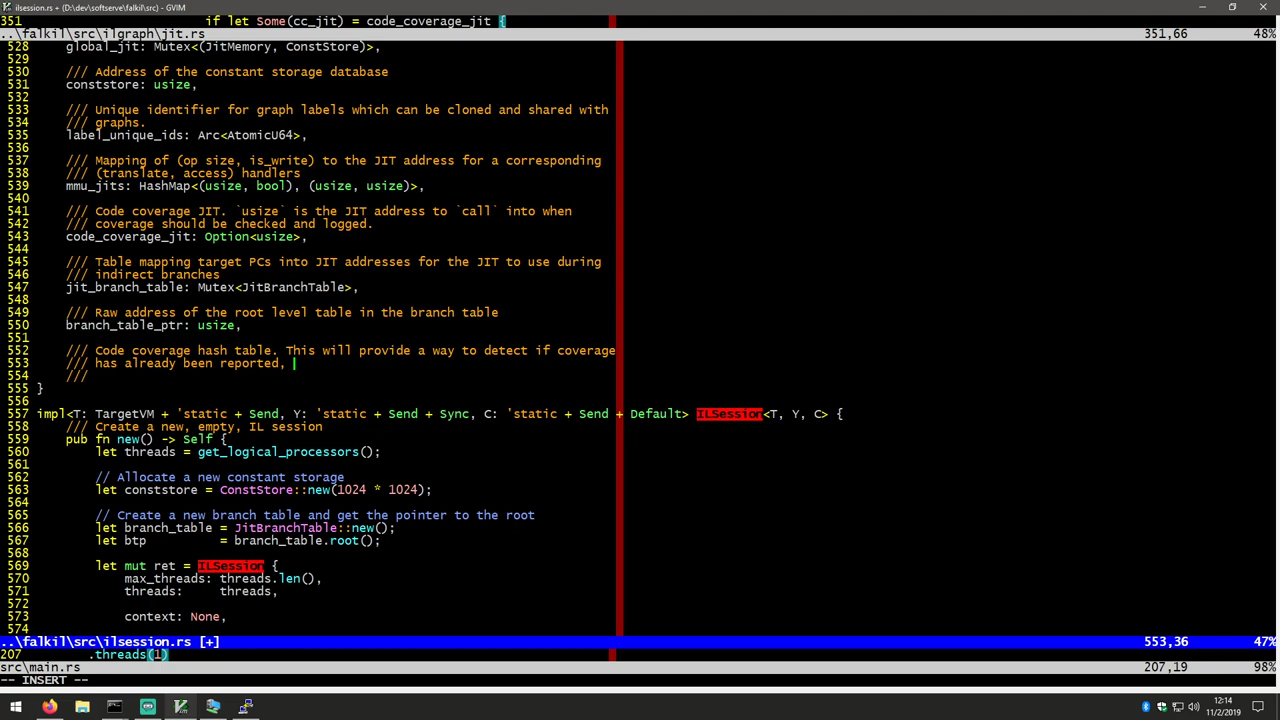 ilsession.rs + (D:\dev\softserve\falkil\src) - GVIM
351                         if let Some(cc_jit) = code_coverage_jit {
..\falkil\src\ilgraph\jit.rs 351,66 48%
528     global_jit: Mutex<(JitMemory, ConstStore)>,
529
530     /// Address of the constant storage database
531     conststore: usize,
532
533     /// Unique identifier for graph labels which can be cloned and shared with
534     /// graphs.
535     label_unique_ids: Arc<AtomicU64>,
536
537     /// Mapping of (op size, is_write) to the JIT address for a corresponding
538     /// (translate, access) handlers
539     mmu_jits: HashMap<(usize, bool), (usize, usize)>,
540
541     /// Code coverage JIT. `usize` is the JIT address to `call` into when
542     /// coverage should be checked and logged.
543     code_coverage_jit: Option<usize>,
544
545     /// Table mapping target PCs into JIT addresses for the JIT to use during
546     /// indirect branches
547     jit_branch_table: Mutex<JitBranchTable>,
548
549     /// Raw address of the root level table in the branch table
550     branch_table_ptr: usize,
551
552     /// Code coverage hash table. This will provide a way to detect if coverage
553     /// has already been reported,
554     ///
555 }
556
557 impl<T: TargetVM + 'static + Send, Y: 'static + Send + Sync, C: 'static + Send + Default> ILSession<T, Y, C> {
558     /// Create a new, empty, IL session
559     pub fn new() -> Self {
560         let threads = get_logical_processors();
561
562         // Allocate a new constant storage
563         let conststore = ConstStore::new(1024 * 1024);
564
565         // Create a new branch table and get the pointer to the root
566         let branch_table = JitBranchTable::new();
567         let btp          = branch_table.root();
568
569         let mut ret = ILSession {
570             max_threads: threads.len(),
571             threads:     threads,
572
573             context: None,
574
..\falkil\src\ilsession.rs [+] 553,36 47%
207         .threads(1)
src\main.rs 207,19 98%
-- INSERT --
12:14
11/2/2019